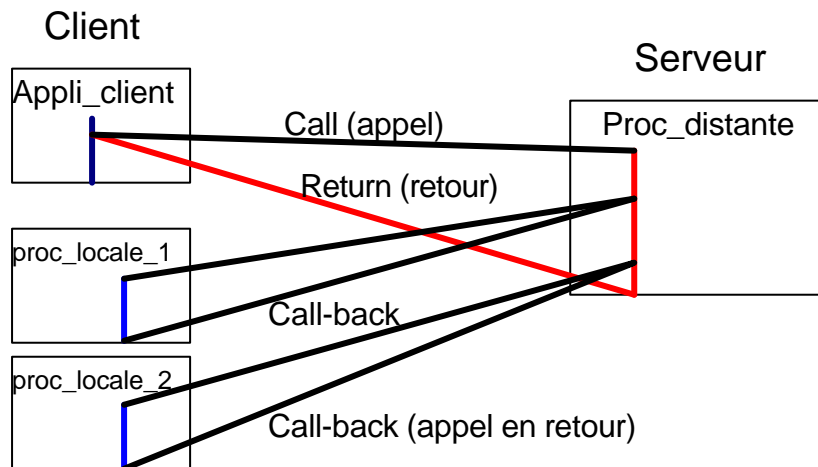 Client
Serveur
Appli_client
Proc_distante
Call (appel)
Return (retour)
proc_locale_1
Call-back
proc_locale_2
Call-back (appel en retour)